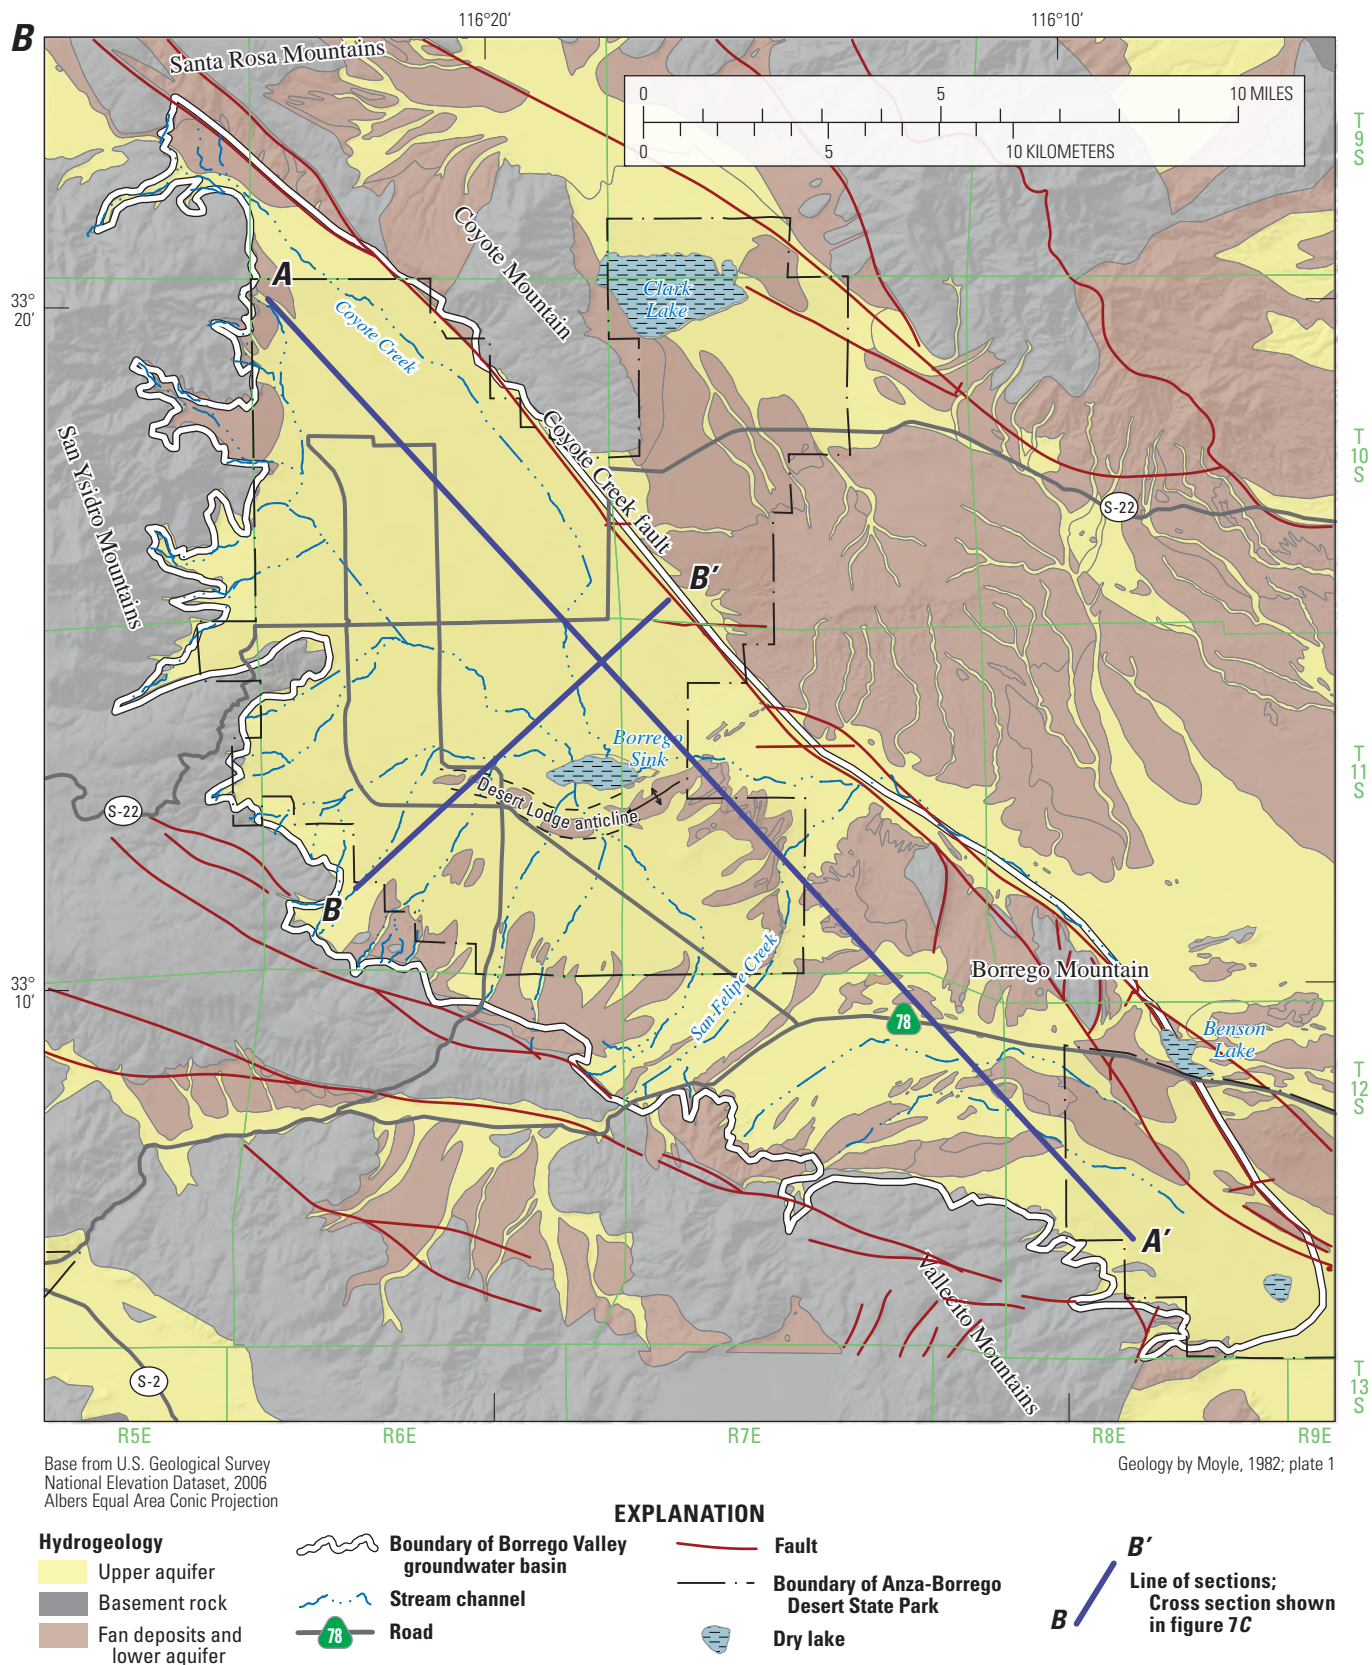 B
116°20′
116°10′
Santa Rosa Mountains
0
5
10 MILES
0
5
10 KILOMETERS
T
9
S
Coyote Mountain
Clark
Lake
A
33°
20′
Coyote Creek
San Ysidro Mountains
Coyote Creek fault
T
10
S
S-22
B′
Borrego
Sink
T
11
S
S-22
Desert Lodge anticline
B
San Felipe Creek
Borrego Mountain
33°
10′
78
Benson
Lake
T
12
S
A′
Vallecito Mountains
S-2
T
13
S
R5E
R6E
R7E
R8E
R9E
Base from U.S. Geological Survey
National Elevation Dataset, 2006
Albers Equal Area Conic Projection
Geology by Moyle, 1982; plate 1
EXPLANATION
Hydrogeology
Upper aquifer
Basement rock
Fan deposits and
lower aquifer
Boundary of Borrego Valley
groundwater basin
Stream channel
78
Road
Fault
Boundary of Anza-Borrego
Desert State Park
Dry lake
B′
B
Line of sections;
Cross section shown
in figure 7C